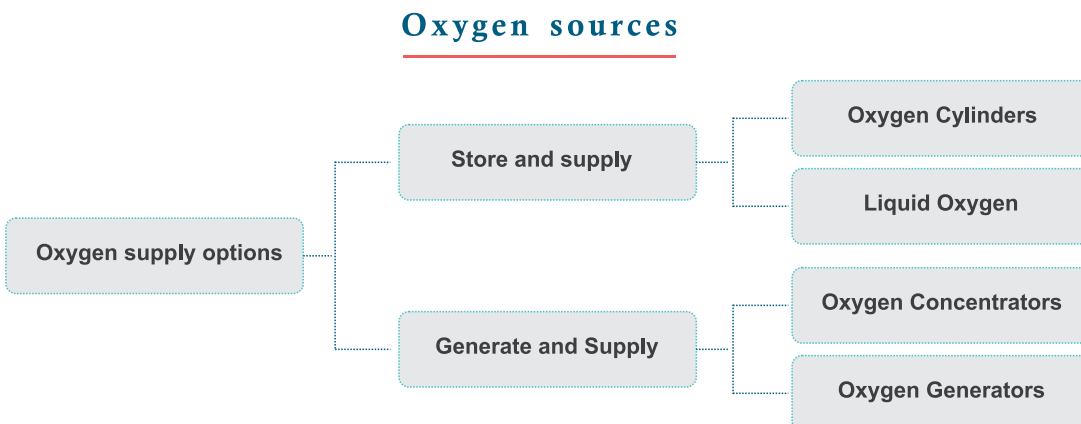 Oxygen sources
Oxygen supply options
Store and supply
Oxygen Cylinders
Liquid Oxygen
Generate and Supply
Oxygen Concentrators
Oxygen Generators